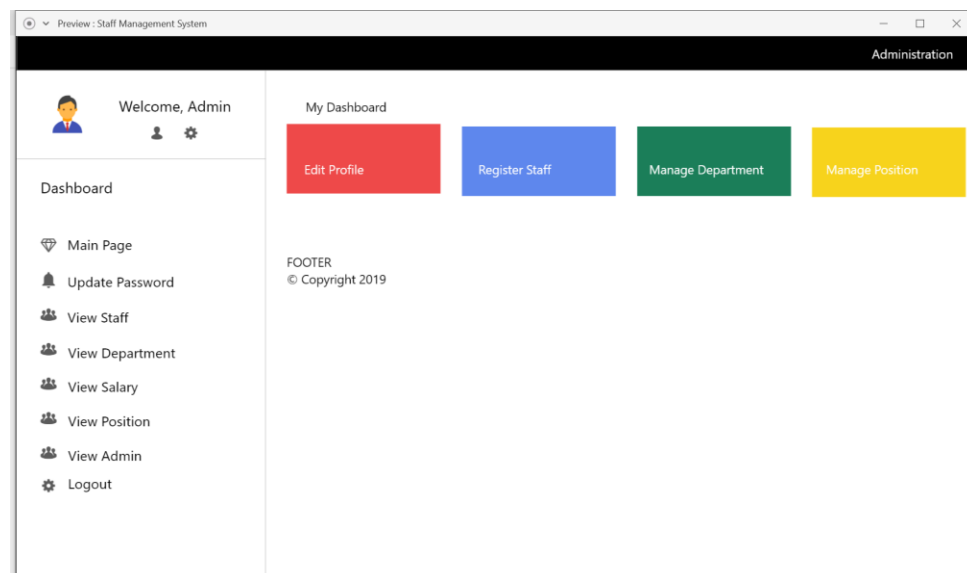 Preview : Staff Management System
Administration
Welcome, Admin
Dashboard
Main Page
Update Password
View Staff
View Department
View Salary
View Position
View Admin
Logout
My Dashboard
Edit Profile
Register Staff
Manage Department
Manage Position
FOOTER
© Copyright 2019